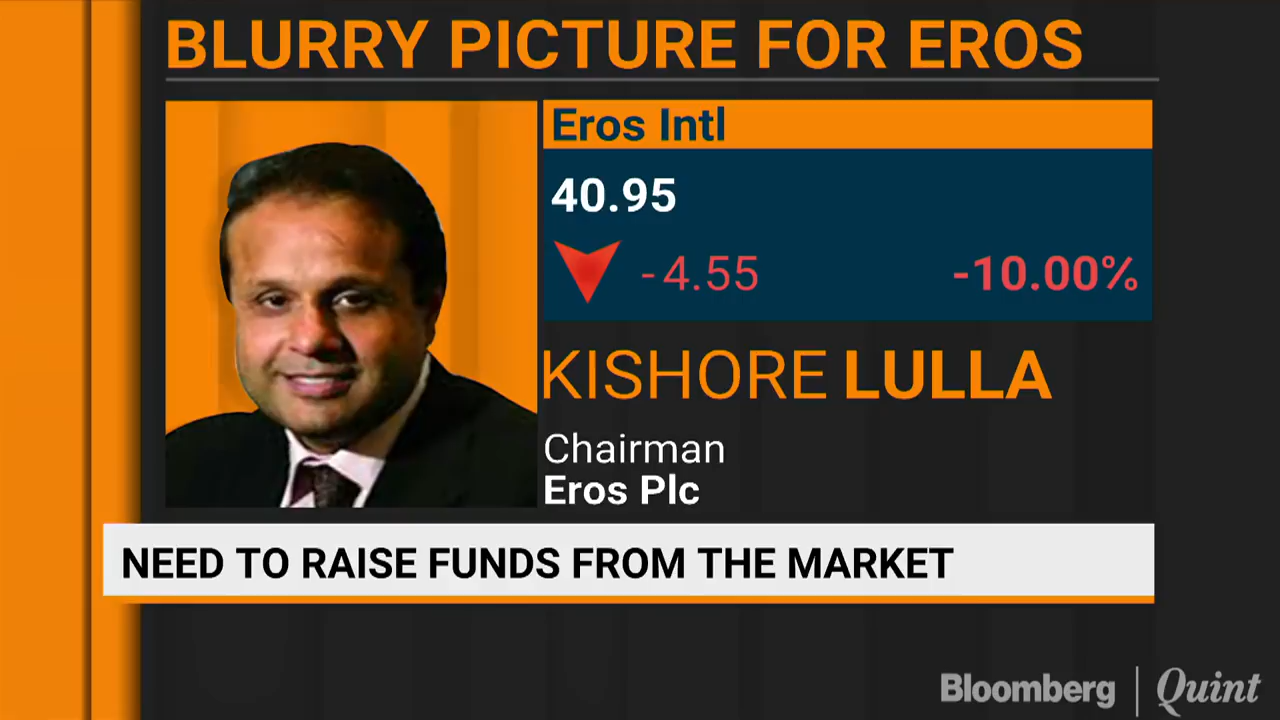 BLURRY PICTURE FOR EROS
Eros Intl
40.95
-4.55 -10.00%
KISHORE LULLA
Chairman
Eros Plc
NEED TO RAISE FUNDS FROM THE MARKET
Bloomberg | Quint